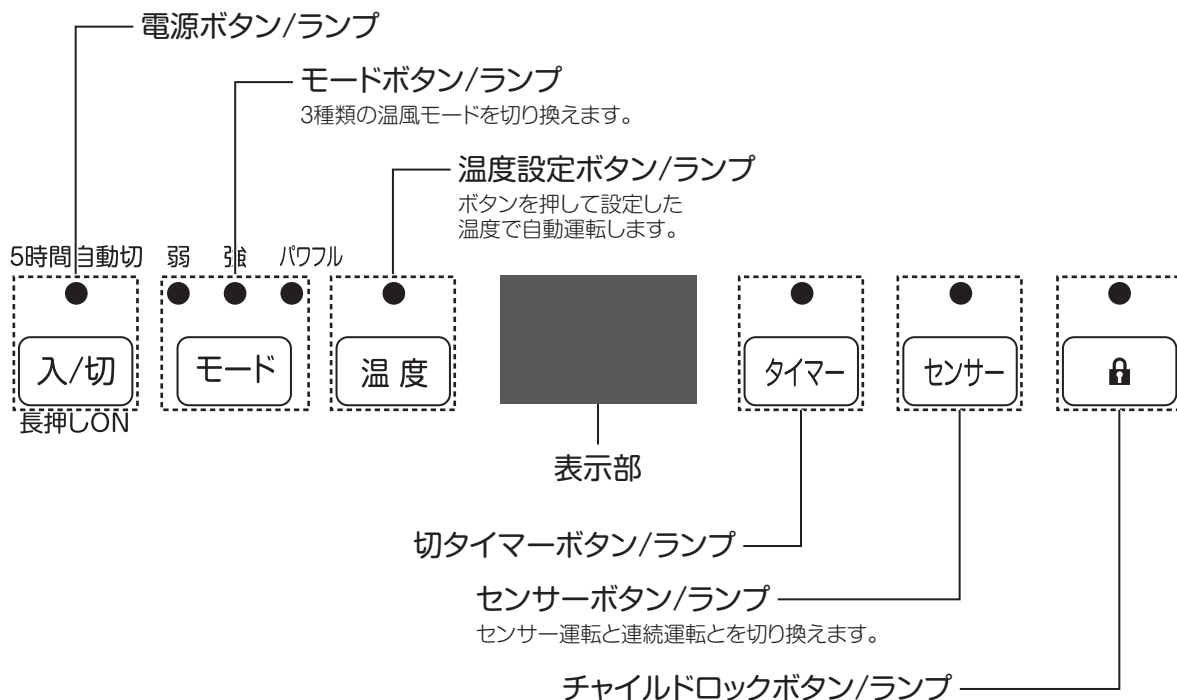 電源ボタン/ランプ
モードボタン/ランプ
3種類の温風モードを切り換えます。
温度設定ボタン/ランプ
ボタンを押して設定した
温度で自動運転します。
5時間自動切 弱 強 パワフル
入/切 モード 温度 タイマー センサー
長押しON
表示部
切タイマーボタン/ランプ
センサーボタン/ランプ
センサー運転と連続運転とを切り換えます。
チャイルドロックボタン/ランプ